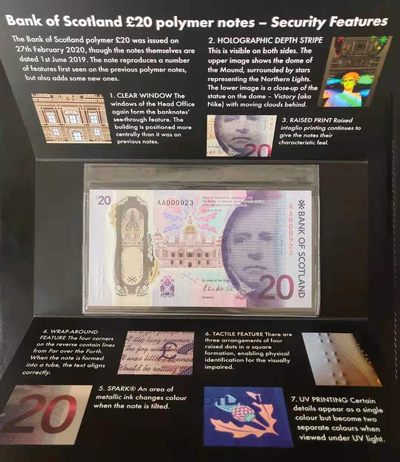 Bank of Scotland £20 polymer notes – Security Features
The Bank of Scotland polymer £20 was issued on
27th February 2020, though the notes themselves are
dated 1st June 2019. The note reproduces a number
of features first seen on the previous polymer notes,
but also adds some new ones.
1. CLEAR WINDOW The
windows of the Head Office
again form the banknotes'
see-through feature. The
building is positioned more
centrally than it was on
previous notes.
2. HOLOGRAPHIC DEPTH STRIPE
This is visible on both sides. The
upper image shows the dome of
the Mound, surrounded by stars
representing the Northern Lights.
The lower image is a close-up of the
statue on the dome – Victory (aka
Nike) with moving clouds behind.
3. RAISED PRINT Raised
intaglio printing continues to
give the notes their
characteristic feel.
20
AA000923
AA000923
BANK OF SCOTLAND
20
4. WRAP-AROUND
FEATURE The four corners
on the reverse contain lines
from For over the Forth.
When the note is formed
into a tube, the text aligns
correctly.
the long summer
was little
Would be rolling
5. SPARK® An area of
metallic ink changes colour
when the note is tilted.
20
6. TACTILE FEATURE There are
three arrangements of four
raised dots in a square
formation, enabling physical
identification for the visually
impaired.
7. UV PRINTING Certain
details appear as a single
colour but become two
separate colours when
viewed under UV light.